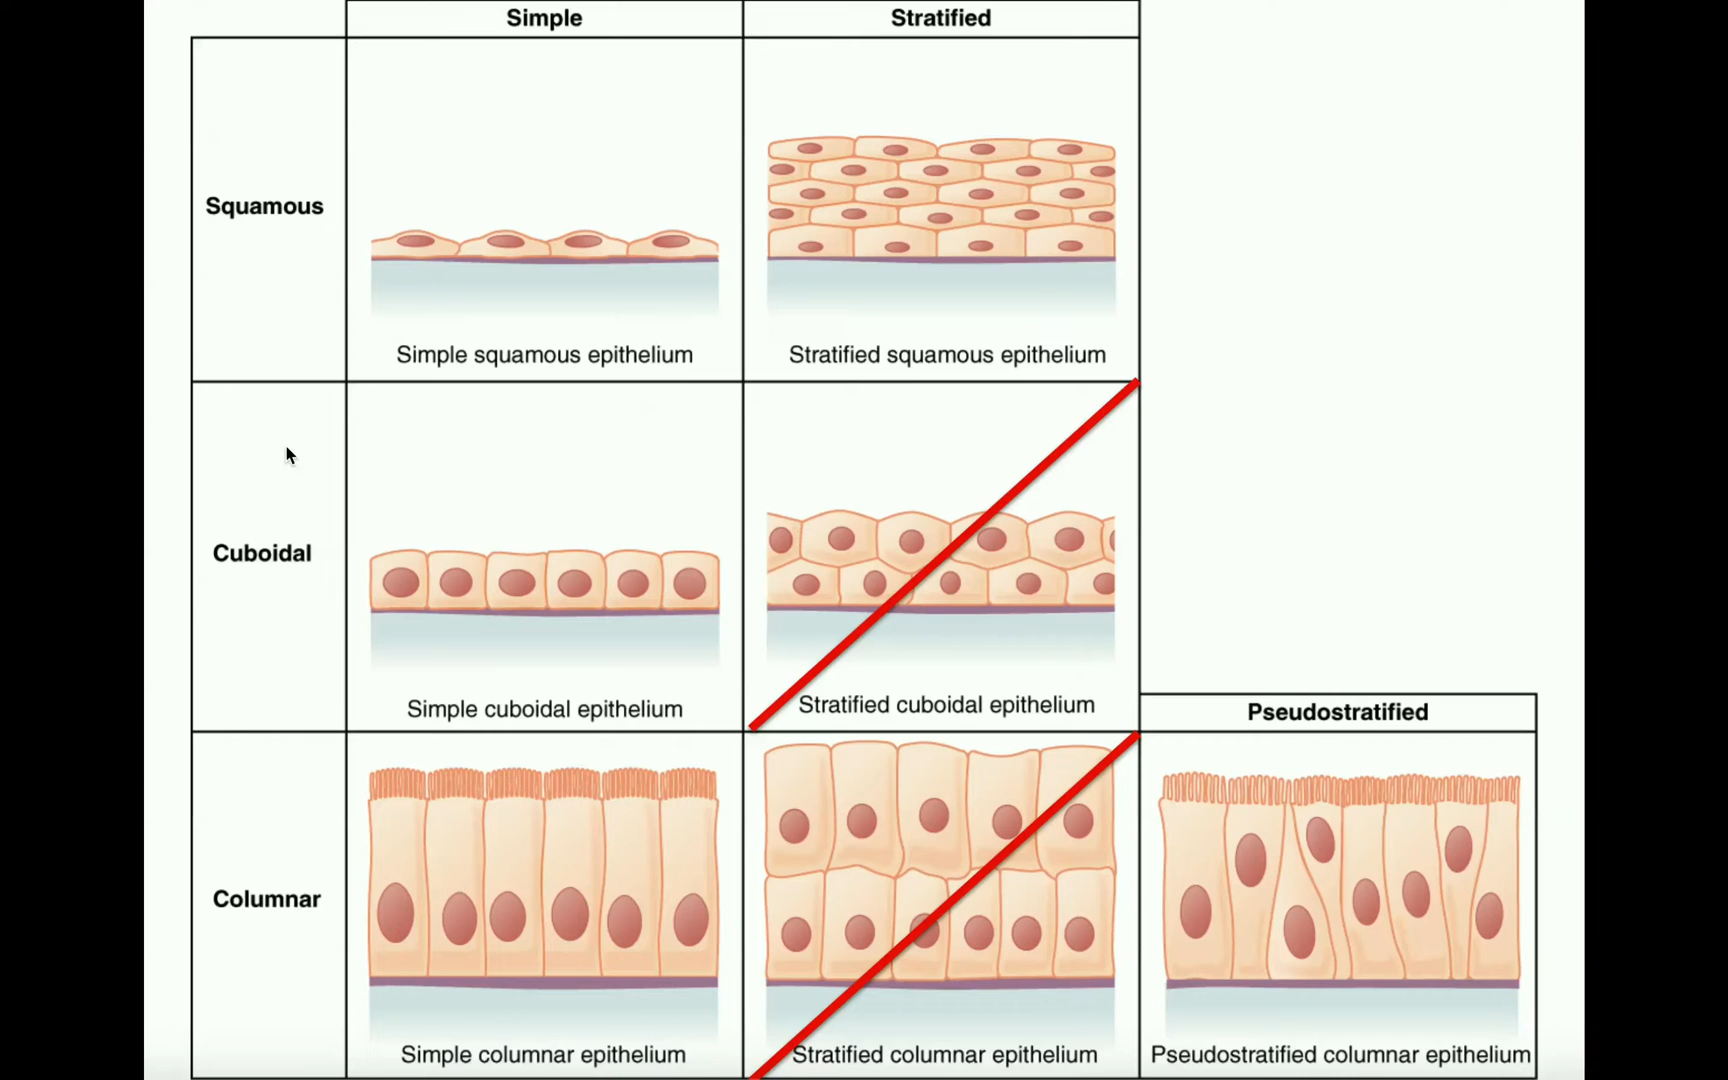 Simple
Stratified
Squamous
Simple squamous epithelium
Stratified squamous epithelium
Cuboidal
Simple cuboidal epithelium
Stratified cuboidal epithelium
Pseudostratified
Columnar
Simple columnar epithelium
Stratified columnar epithelium
Pseudostratified columnar epithelium